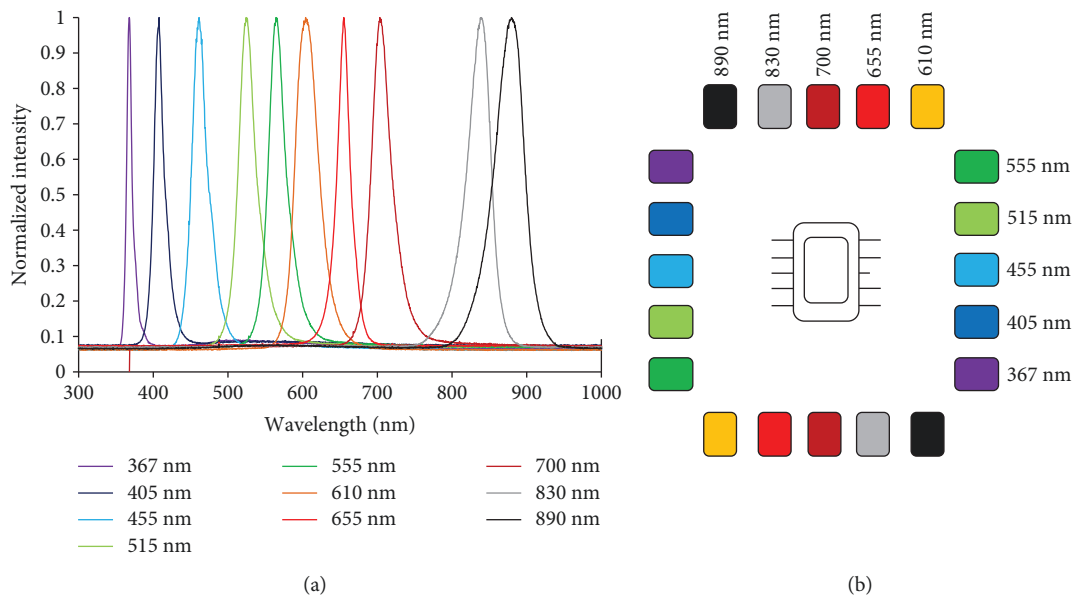 1
0.9
0.8
0.7
0.6
0.5
0.4
0.3
0.2
0.1
0
Normalized intensity
300 400 500 600 700 800 900 1000
Wavelength (nm)
367 nm
405 nm
455 nm
515 nm
555 nm
610 nm
655 nm
700 nm
830 nm
890 nm
(a)
890 nm
830 nm
700 nm
655 nm
610 nm
555 nm
515 nm
455 nm
405 nm
367 nm
(b)